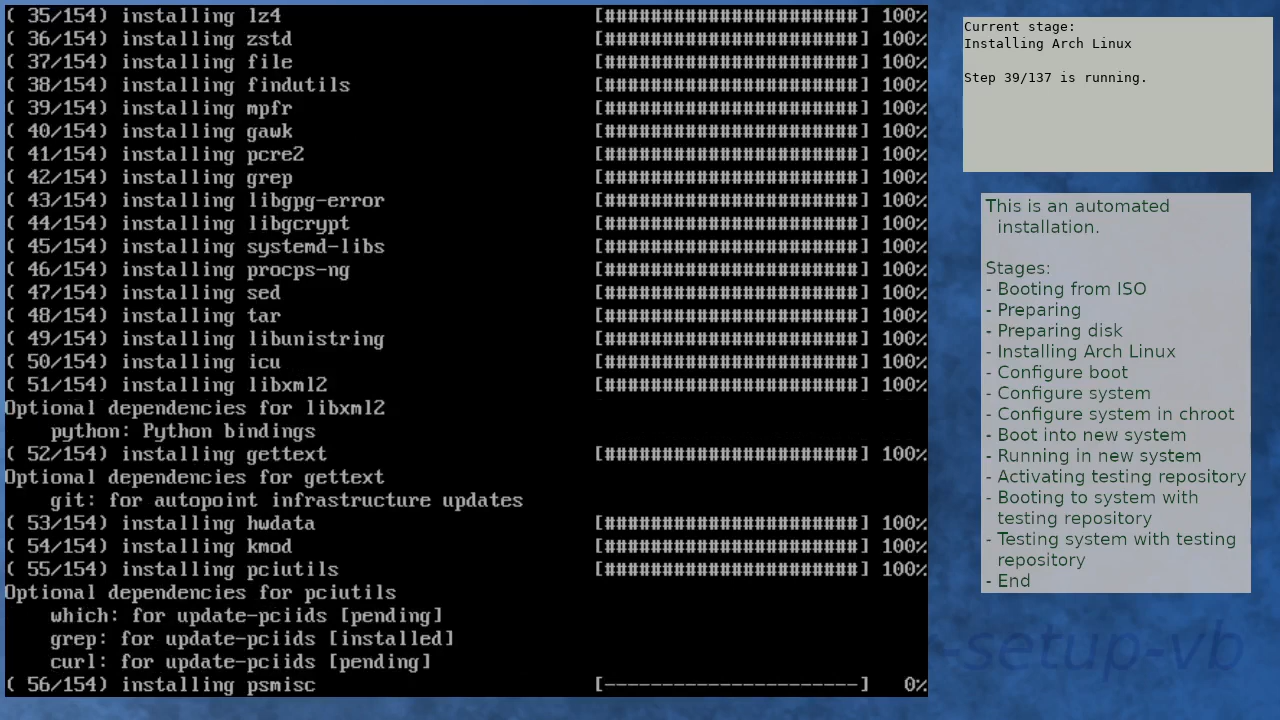 ( 35/154) installing lz4 [######################] 100%
( 36/154) installing zstd [######################] 100%
( 37/154) installing file [######################] 100%
( 38/154) installing findutils [######################] 100%
( 39/154) installing mpfr [######################] 100%
( 40/154) installing gawk [######################] 100%
( 41/154) installing pcre2 [######################] 100%
( 42/154) installing grep [######################] 100%
( 43/154) installing libgpg-error [######################] 100%
( 44/154) installing libgcrypt [######################] 100%
( 45/154) installing systemd-libs [######################] 100%
( 46/154) installing procps-ng [######################] 100%
( 47/154) installing sed [######################] 100%
( 48/154) installing tar [######################] 100%
( 49/154) installing libunistring [######################] 100%
( 50/154) installing icu [######################] 100%
( 51/154) installing libxml2 [######################] 100%
Optional dependencies for libxml2
python: Python bindings
( 52/154) installing gettext [######################] 100%
Optional dependencies for gettext
git: for autopoint infrastructure updates
( 53/154) installing hwdata [######################] 100%
( 54/154) installing kmod [######################] 100%
( 55/154) installing pciutils [######################] 100%
Optional dependencies for pciutils
which: for update-pciids [pending]
grep: for update-pciids [installed]
curl: for update-pciids [pending]
( 56/154) installing psmisc [----------------------] 0%
Current stage:
Installing Arch Linux
Step 39/137 is running.
This is an automated
installation.
Stages:
- Booting from ISO
- Preparing
- Preparing disk
- Installing Arch Linux
- Configure boot
- Configure system
- Configure system in chroot
- Boot into new system
- Running in new system
- Activating testing repository
- Booting to system with
testing repository
- Testing system with testing
repository
- End
-setup-vb